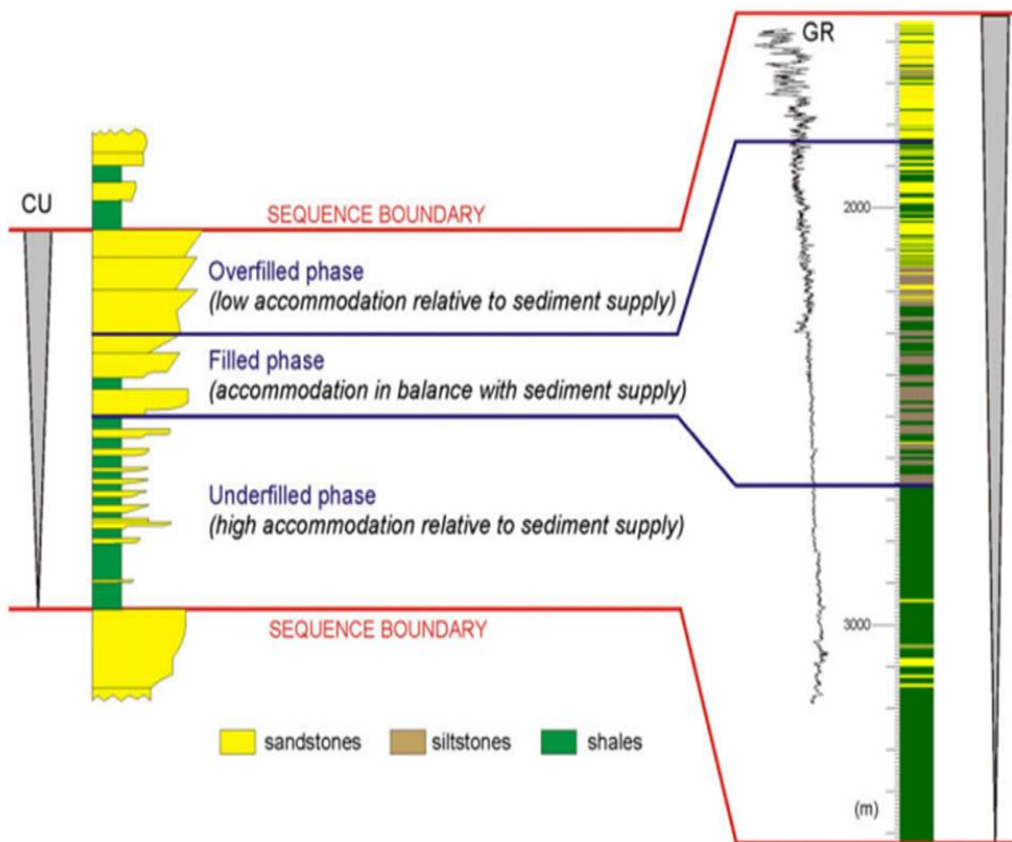 GR
CU
2000
SEQUENCE BOUNDARY
Overfilled phase
(low accommodation relative to sediment supply)
Filled phase
(accommodation in balance with sediment supply)
Underfilled phase
(high accommodation relative to sediment supply)
3000
SEQUENCE BOUNDARY
sandstones siltstones shales
(m)